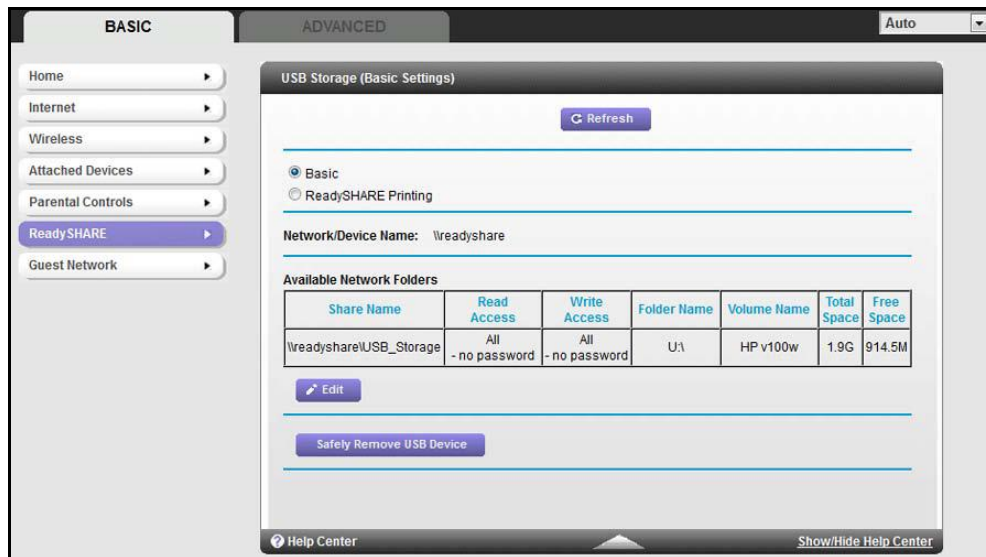 BASIC
ADVANCED
Auto
Home
Internet
Wireless
Attached Devices
Parental Controls
ReadySHARE
Guest Network
USB Storage (Basic Settings)
Refresh
Basic
ReadySHARE Printing
Network/Device Name: \\readyshare
Available Network Folders
Share Name Read Access Write Access Folder Name Volume Name Total Space Free Space
\\readyshare\USB_Storage All - no password All - no password U:\ HP v100w 1.9G 914.5M
Edit
Safely Remove USB Device
Help Center Show/Hide Help Center